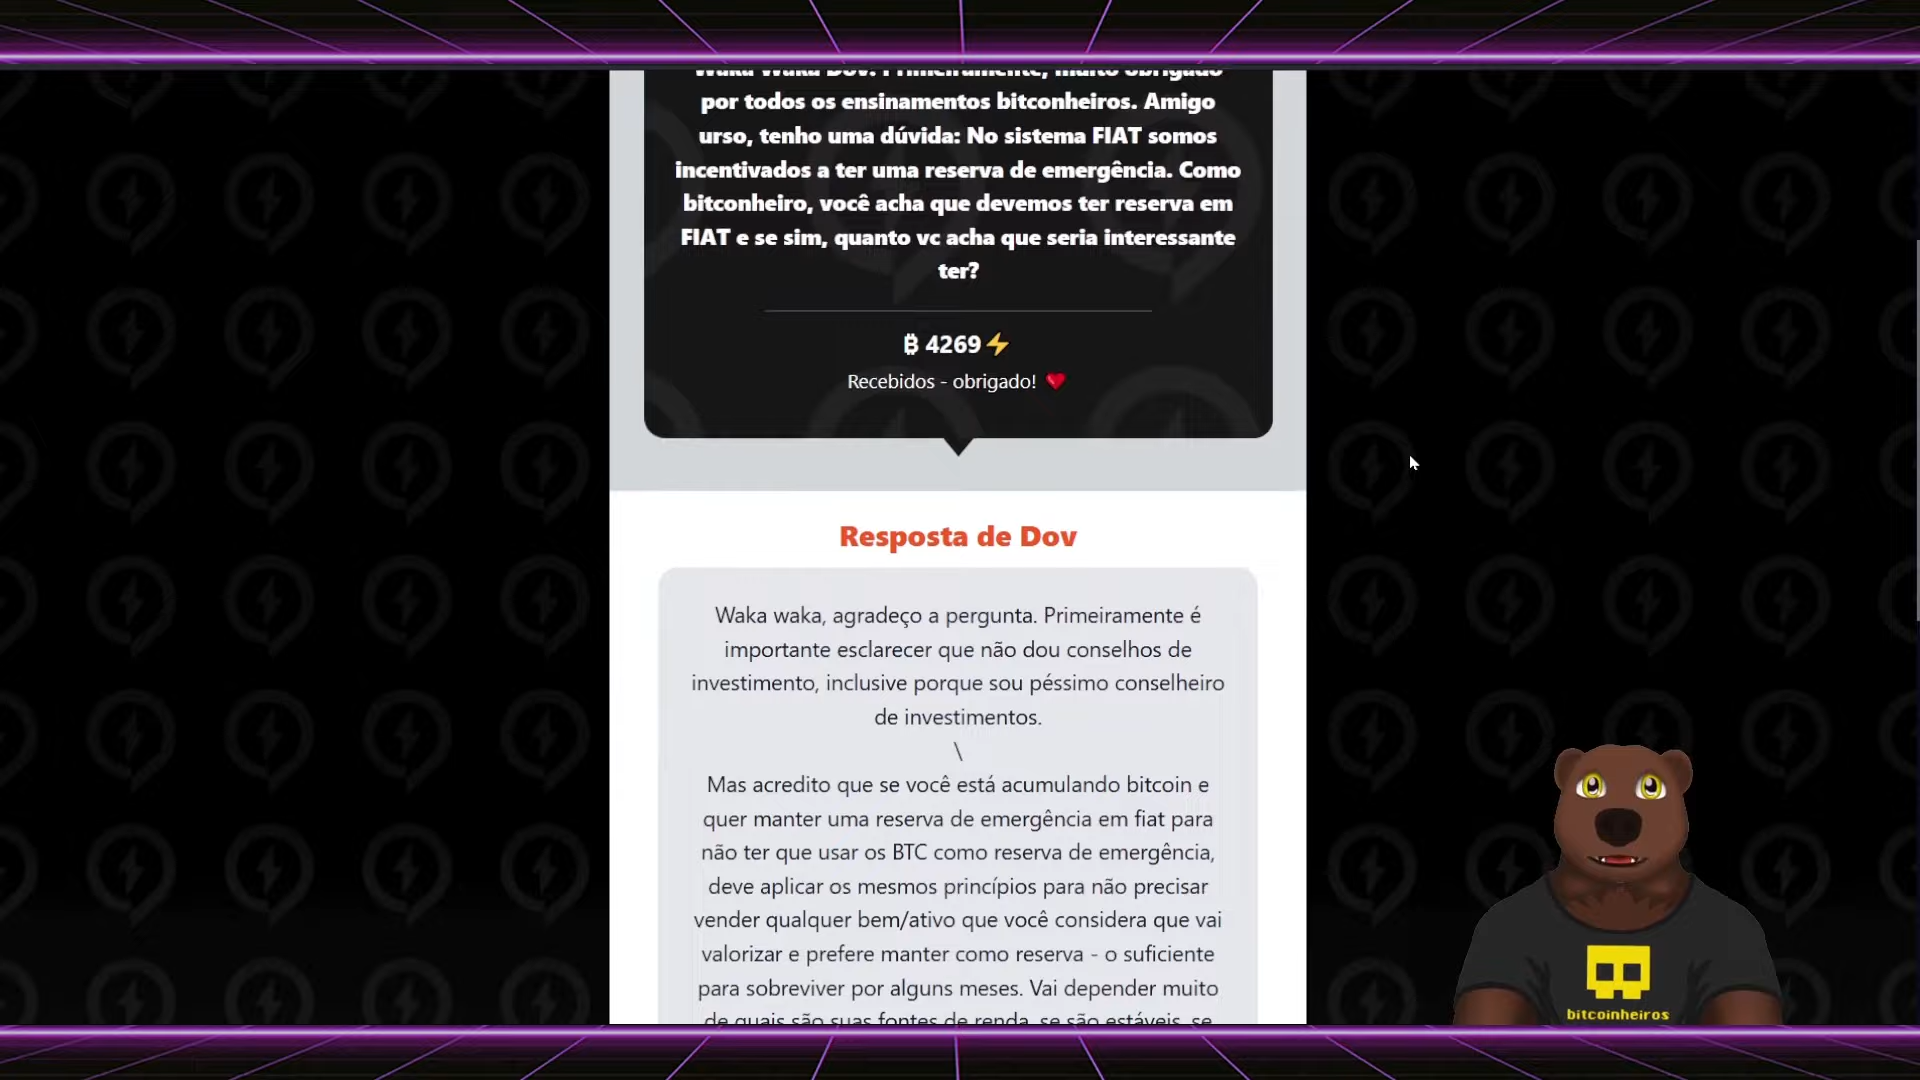 Waka Waka Dov. Primeiramente, muito obrigado
por todos os ensinamentos bitconheiros. Amigo
urso, tenho uma dúvida: No sistema FIAT somos
incentivados a ter uma reserva de emergência. Como
bitconheiro, você acha que devemos ter reserva em
FIAT e se sim, quanto vc acha que seria interessante
ter?
₿ 4269⚡
Recebidos - obrigado! ❤️
Resposta de Dov
Waka waka, agradeço a pergunta. Primeiramente é
importante esclarecer que não dou conselhos de
investimento, inclusive porque sou péssimo conselheiro
de investimentos.
\
Mas acredito que se você está acumulando bitcoin e
quer manter uma reserva de emergência em fiat para
não ter que usar os BTC como reserva de emergência,
deve aplicar os mesmos princípios para não precisar
vender qualquer bem/ativo que você considera que vai
valorizar e prefere manter como reserva - o suficiente
para sobreviver por alguns meses. Vai depender muito
de quais são suas fontes de renda, se são estáveis, se
bitcoinheiros